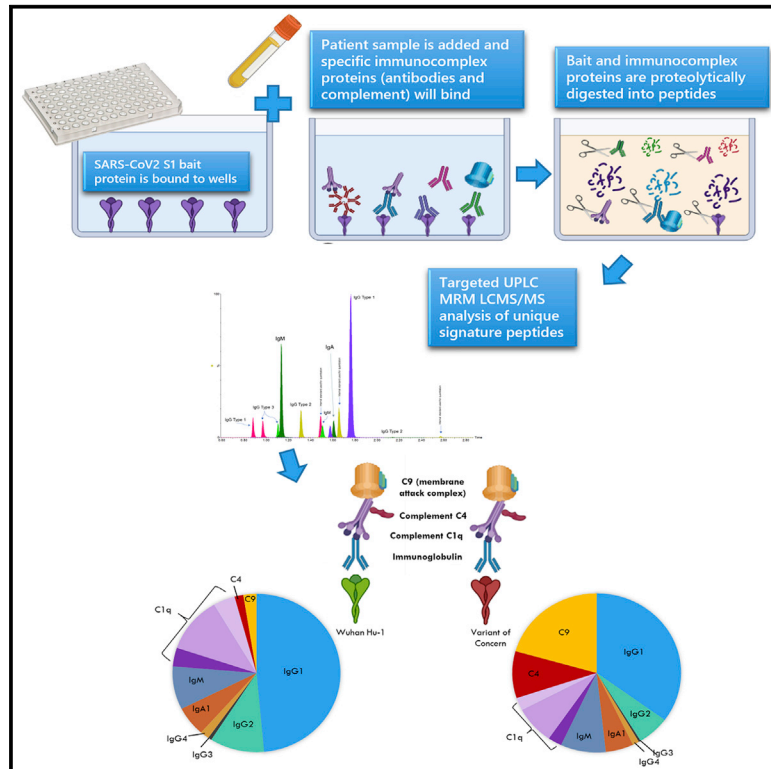 Patient sample is added and
specific immunocomplex
proteins (antibodies and
complement) will bind
Bait and immunocomplex
proteins are proteolytically
digested into peptides
SARS-CoV2 S1 bait
protein is bound to wells
Targeted UPLC
MRM LCMS/MS
analysis of unique
signature peptides
IgG Type 1
IgM
IgA
IgG Type 1
IgG Type 3
IgG Type 2
IgM
IgG Type 2
Time
C9 (membrane
attack complex)
Complement C4
Complement C1q
Immunoglobulin
Wuhan Hu-1
Variant of
Concern
C4
C9
C1q
IgG1
IgM
IgA1
IgG4
IgG3
IgG2
C9
IgG1
C4
C1q
IgM
IgA1
IgG2
IgG3
IgG4